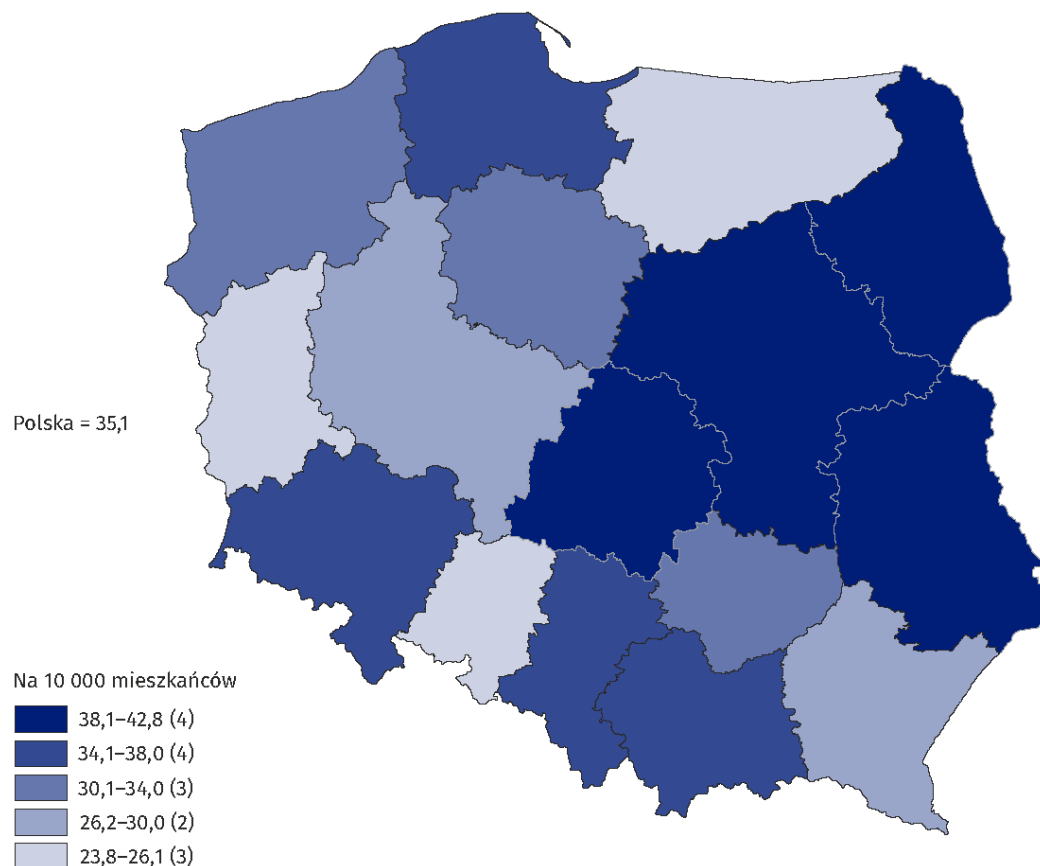 Polska = 35,1
Na 10 000 mieszkańców
38,1–42,8 (4)
34,1–38,0 (4)
30,1–34,0 (3)
26,2–30,0 (2)
23,8–26,1 (3)